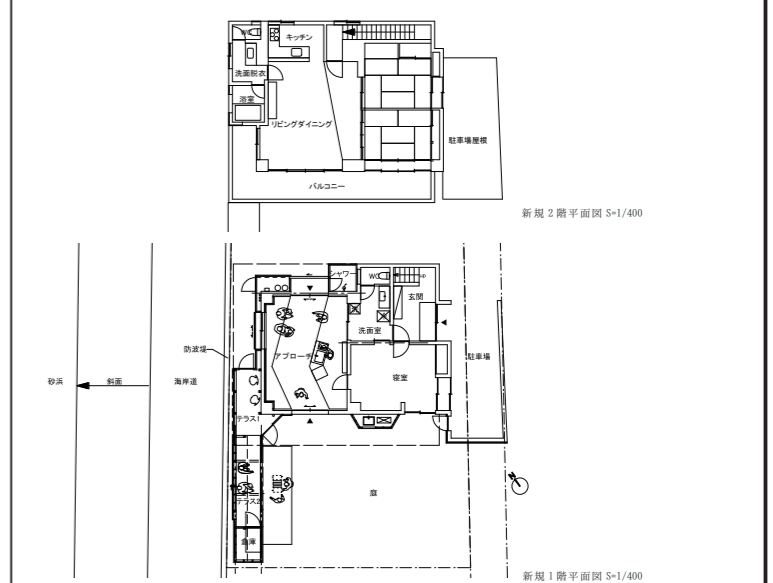 WC
キッチン
洗面脱衣
浴室
リビングダイニング
駐車場屋根
バルコニー
新規2階平面図 S=1/400
シャワー
WC
玄関
洗面室
防波堤
アプローチ
駐車場
砂浜
斜面
海岸道
寝室
テラス1
テラス2
庭
倉庫
N
新規1階平面図 S=1/400